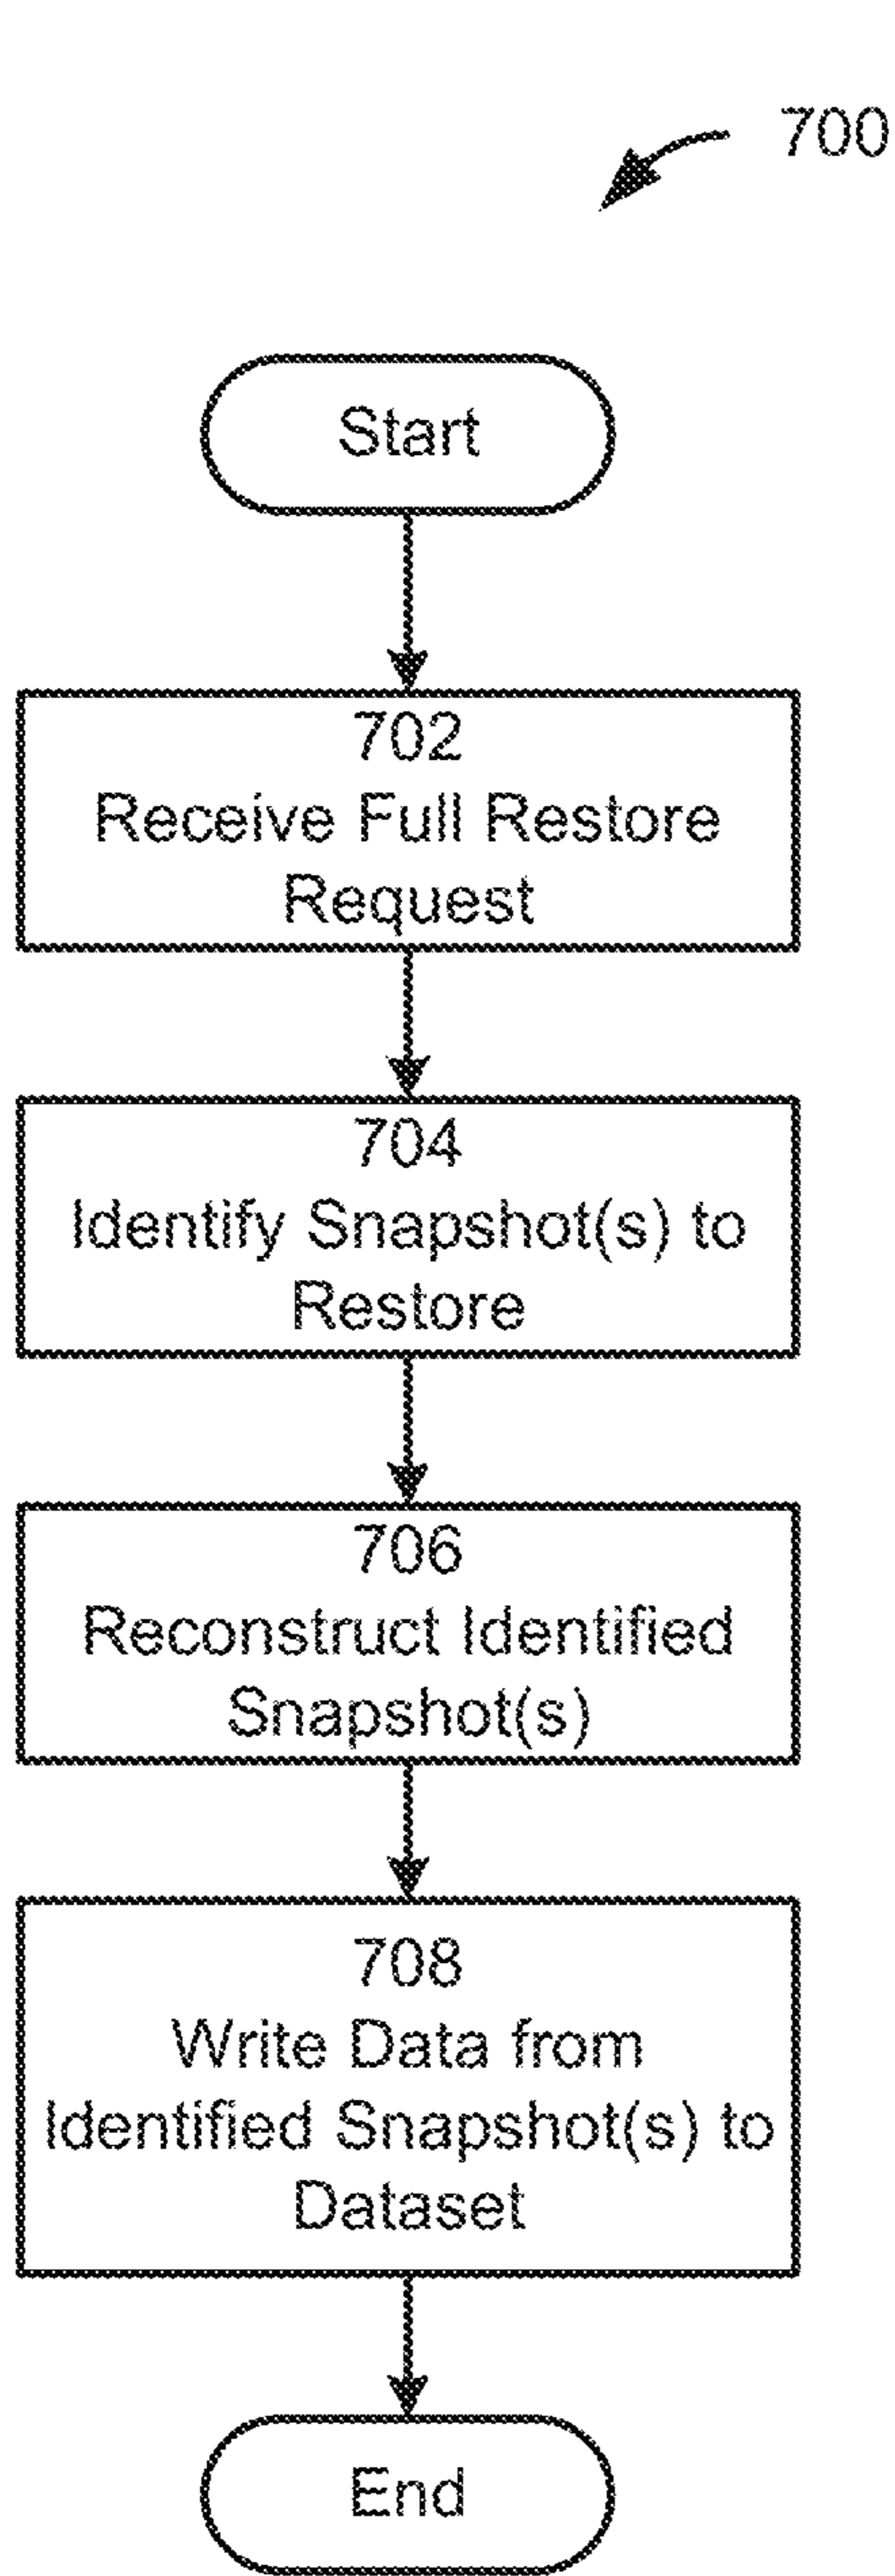 700
Start
702
Receive Full Restore
Request
704
Identify Snapshot(s) to
Restore
706
Reconstruct Identified
Snapshot(s)
708
Write Data from
Identified Snapshot(s) to
Dataset
End